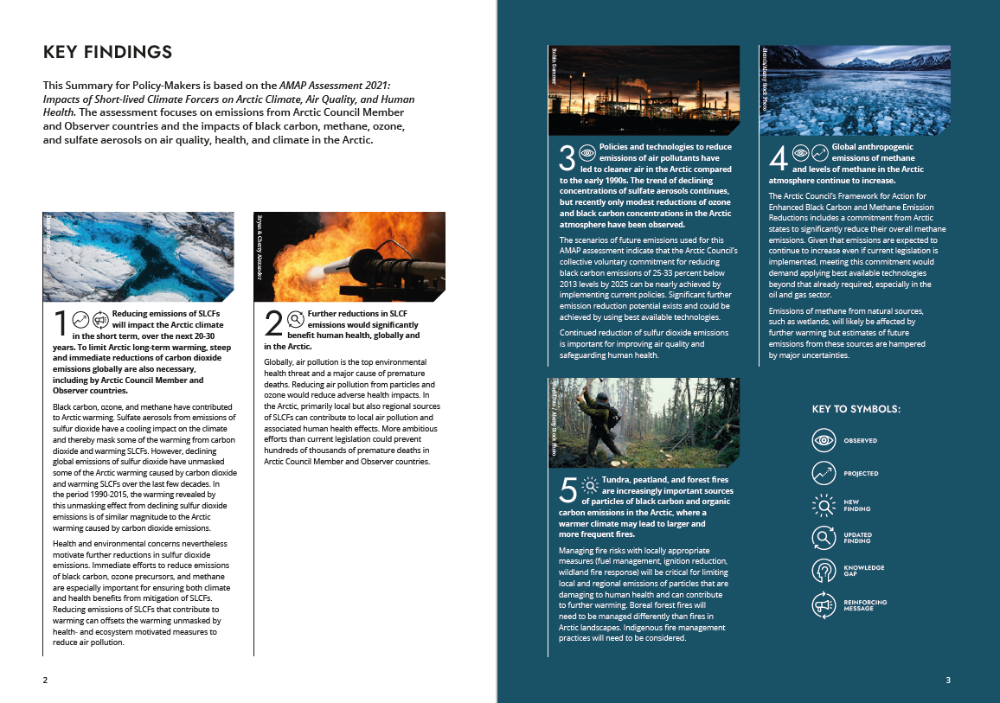 KEY FINDINGS
This Summary for Policy-Makers is based on the AMAP Assessment 2021:
Impacts of Short-lived Climate Forcers on Arctic Climate, Air Quality, and Human
Health. The assessment focuses on emissions from Arctic Council Member
and Observer countries and the impacts of black carbon, methane, ozone,
and sulfate aerosols on air quality, health, and climate in the Arctic.
1 Reducing emissions of SLCFs
will impact the Arctic climate
in the short term, over the next 20-30
years. To limit Arctic long-term warming, steep
and immediate reductions of carbon dioxide
emissions globally are also necessary,
including by Arctic Council Member and
Observer countries.
Black carbon, ozone, and methane have contributed
to Arctic warming. Sulfate aerosols from emissions of
sulfur dioxide have a cooling impact on the climate
and thereby mask some of the warming from carbon
dioxide and warming SLCFs. However, declining
global emissions of sulfur dioxide have unmasked
some of the Arctic warming caused by carbon dioxide
and warming SLCFs over the last few decades. In
the period 1990-2015, the warming revealed by
this unmasking effect from declining sulfur dioxide
emissions is of similar magnitude to the Arctic
warming caused by carbon dioxide emissions.
Health and environmental concerns nevertheless
motivate further reductions in sulfur dioxide
emissions. Immediate efforts to reduce emissions
of black carbon, ozone precursors, and methane
are especially important for ensuring both climate
and health benefits from mitigation of SLCFs.
Reducing emissions of SLCFs that contribute to
warming can offsets the warming unmasked by
health- and ecosystem motivated measures to
reduce air pollution.
Bryan & Cherry Alexander
2 Further reductions in SLCF
emissions would significantly
benefit human health, globally and
in the Arctic.
Globally, air pollution is the top environmental
health threat and a major cause of premature
deaths. Reducing air pollution from particles and
ozone would reduce adverse health impacts. In
the Arctic, primarily local but also regional sources
of SLCFs can contribute to local air pollution and
associated human health effects. More ambitious
efforts than current legislation could prevent
hundreds of thousands of premature deaths in
Arctic Council Member and Observer countries.
2
Robin Sommer
3 Policies and technologies to reduce
emissions of air pollutants have
led to cleaner air in the Arctic compared
to the early 1990s. The trend of declining
concentrations of sulfate aerosols continues,
but recently only modest reductions of ozone
and black carbon concentrations in the Arctic
atmosphere have been observed.
The scenarios of future emissions used for this
AMAP assessment indicate that the Arctic Council's
collective voluntary commitment for reducing
black carbon emissions of 25-33 percent below
2013 levels by 2025 can be nearly achieved by
implementing current policies. Significant further
emission reduction potential exists and could be
achieved by using best available technologies.
Continued reduction of sulfur dioxide emissions
is important for improving air quality and
safeguarding human health.
Alamy Stock Photo
4 Global anthropogenic
emissions of methane
and levels of methane in the Arctic
atmosphere continue to increase.
The Arctic Council's Framework for Action for
Enhanced Black Carbon and Methane Emission
Reductions includes a commitment from Arctic
states to significantly reduce their overall methane
emissions. Given that emissions are expected to
continue to increase even if current legislation is
implemented, meeting this commitment would
demand applying best available technologies
beyond that already required, especially in the
oil and gas sector.
Emissions of methane from natural sources,
such as wetlands, will likely be affected by
further warming but estimates of future
emissions from these sources are hampered
by major uncertainties.
/ Alamy Stock Photo
5 Tundra, peatland, and forest fires
are increasingly important sources
of particles of black carbon and organic
carbon emissions in the Arctic, where a
warmer climate may lead to larger and
more frequent fires.
Managing fire risks with locally appropriate
measures (fuel management, ignition reduction,
wildland fire response) will be critical for limiting
local and regional emissions of particles that are
damaging to human health and can contribute
to further warming. Boreal forest fires will
need to be managed differently than fires in
Arctic landscapes. Indigenous fire management
practices will need to be considered.
KEY TO SYMBOLS:
OBSERVED
PROJECTED
NEW
FINDING
UPDATED
FINDING
KNOWLEDGE
GAP
REINFORCING
MESSAGE
3